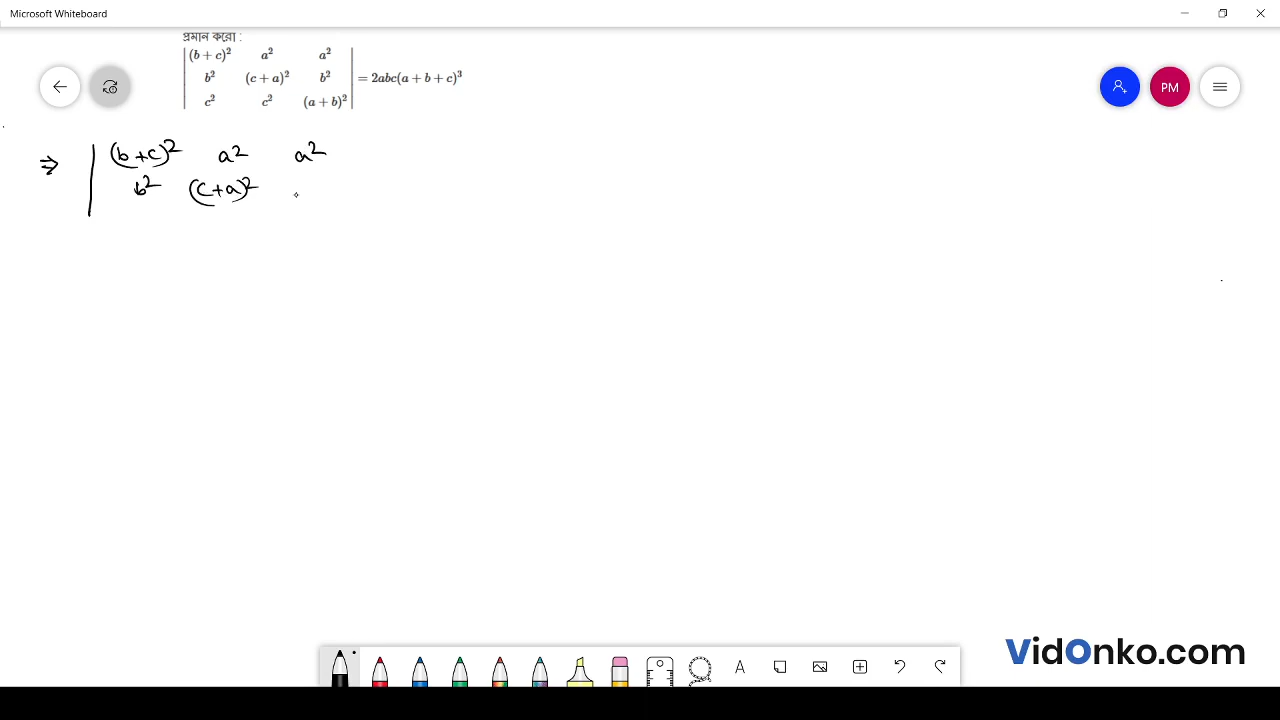 Microsoft Whiteboard
প্রমান করো :
| (b + c)² a² a² |
| b² (c + a)² b² | = 2abc(a + b + c)³
| c² c² (a + b)² |
PM
⇒ | (b+c)² a² a²
b² (c+a)²
A
VidOnko.com